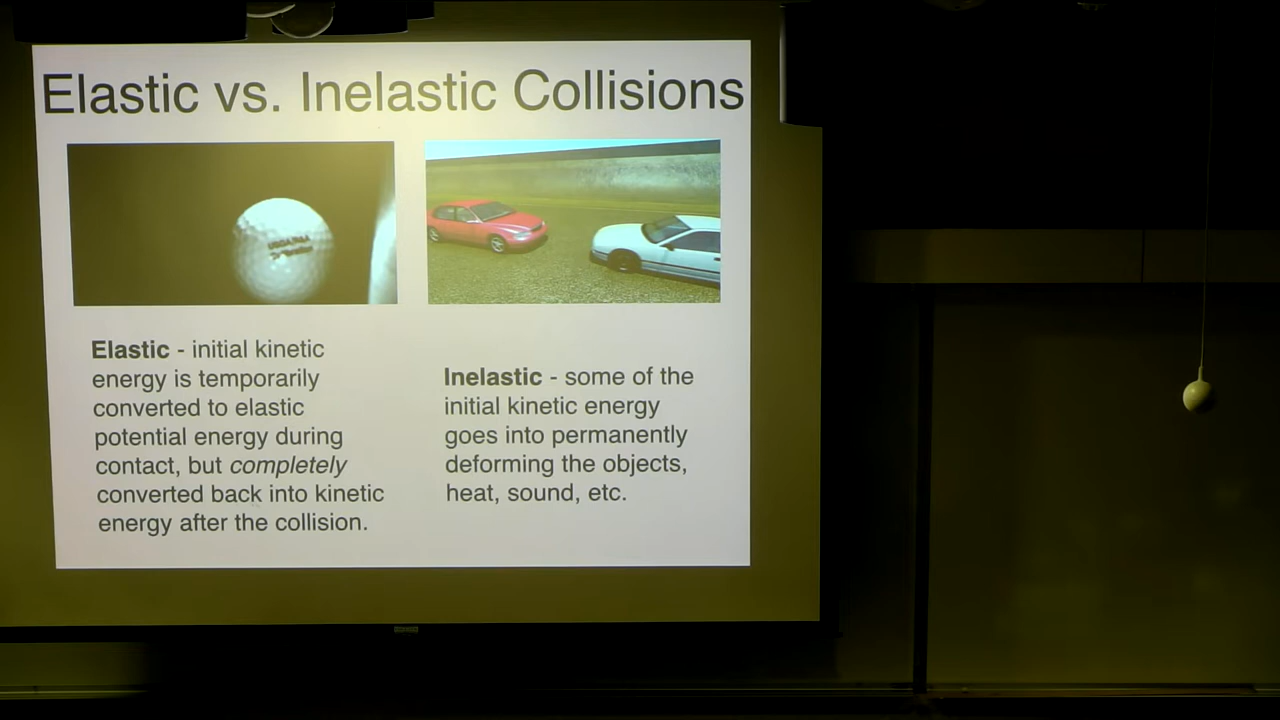 Elastic vs. Inelastic Collisions
Elastic - initial kinetic
energy is temporarily
converted to elastic
potential energy during
contact, but completely
converted back into kinetic
energy after the collision.
Inelastic - some of the
initial kinetic energy
goes into permanently
deforming the objects,
heat, sound, etc.